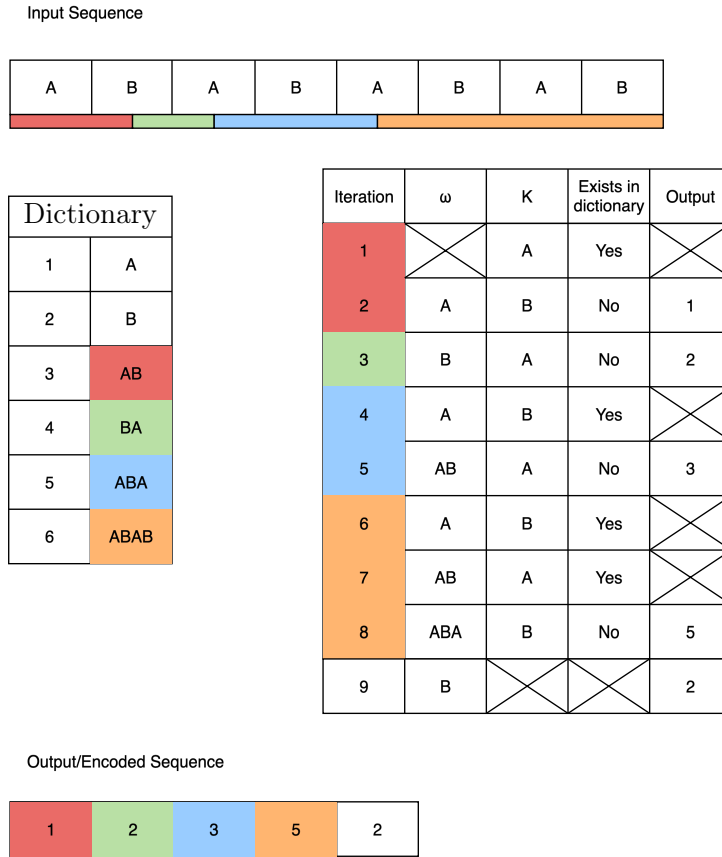 Input Sequence
A B A B A B A B
Dictionary
1 A
2 B
3 AB
4 BA
5 ABA
6 ABAB
Iteration ω K Exists in dictionary Output
1 A Yes
2 A B No 1
3 B A No 2
4 A B Yes
5 AB A No 3
6 A B Yes
7 AB A Yes
8 ABA B No 5
9 B 2
Output/Encoded Sequence
1 2 3 5 2